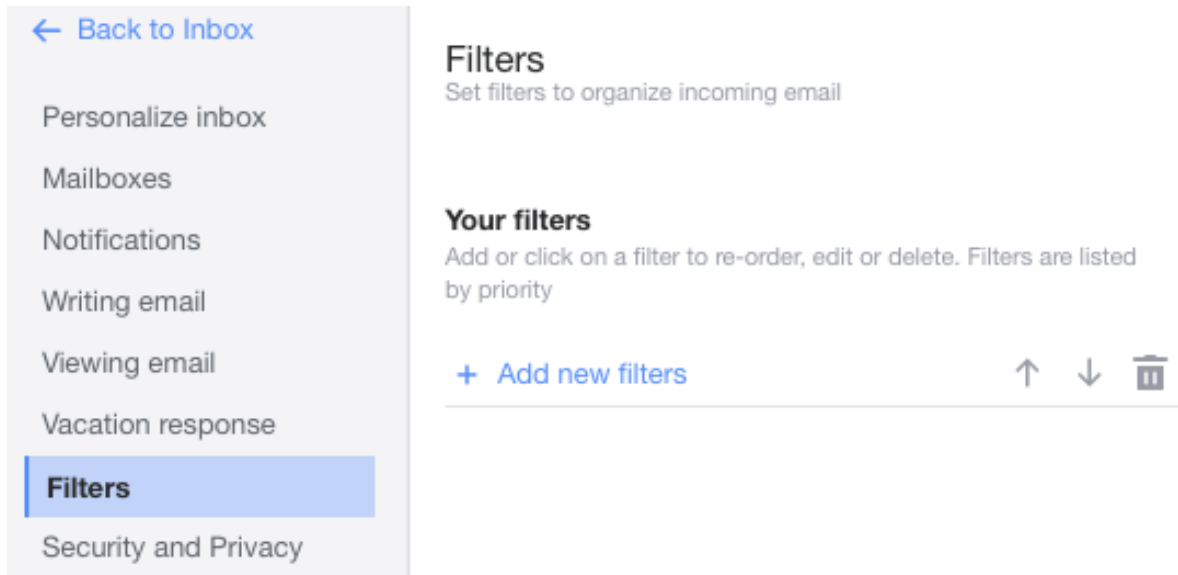 Back to Inbox
Personalize inbox
Mailboxes
Notifications
Writing email
Viewing email
Vacation response
Filters
Security and Privacy
Filters
Set filters to organize incoming email
Your filters
Add or click on a filter to re-order, edit or delete. Filters are listed
by priority
+ Add new filters